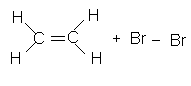 H H
C = C + Br – Br
H H